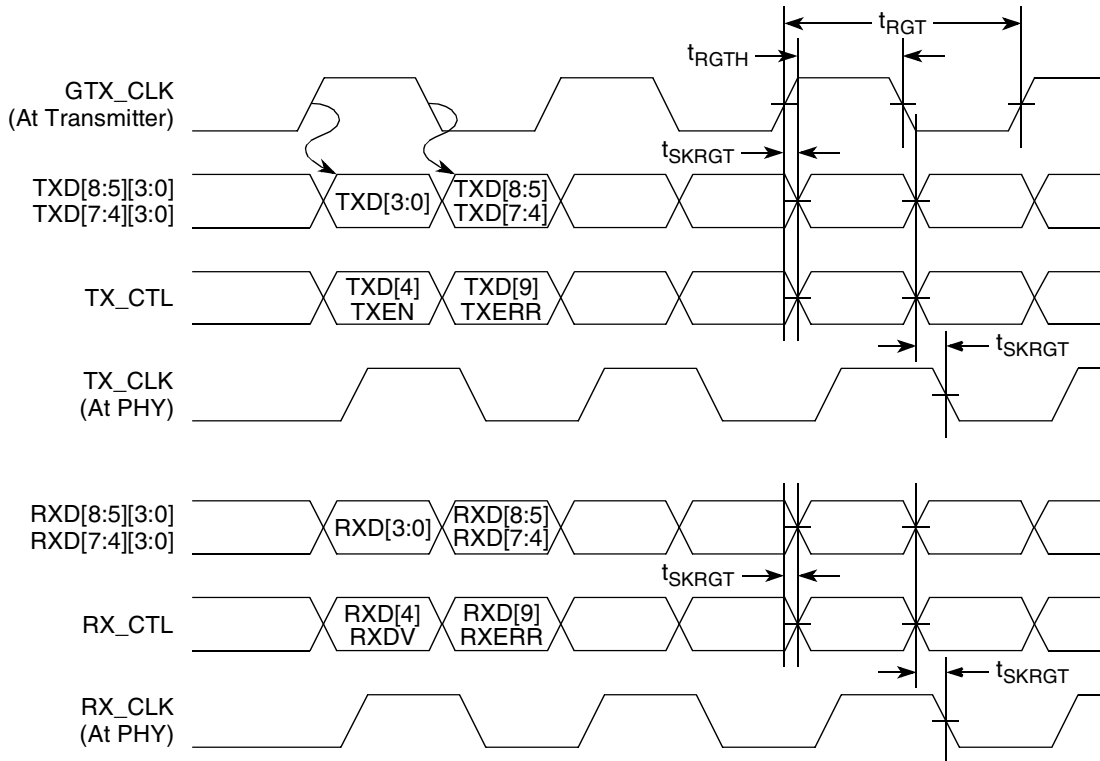 tRGT
tRGTH
GTX_CLK
(At Transmitter)
tSKRGT
TXD[8:5][3:0]
TXD[7:4][3:0]
TXD[3:0]
TXD[8:5]
TXD[7:4]
TX_CTL
TXD[4]
TXEN
TXD[9]
TXERR
tSKRGT
TX_CLK
(At PHY)
RXD[8:5][3:0]
RXD[7:4][3:0]
RXD[3:0]
RXD[8:5]
RXD[7:4]
tSKRGT
RX_CTL
RXD[4]
RXDV
RXD[9]
RXERR
tSKRGT
RX_CLK
(At PHY)